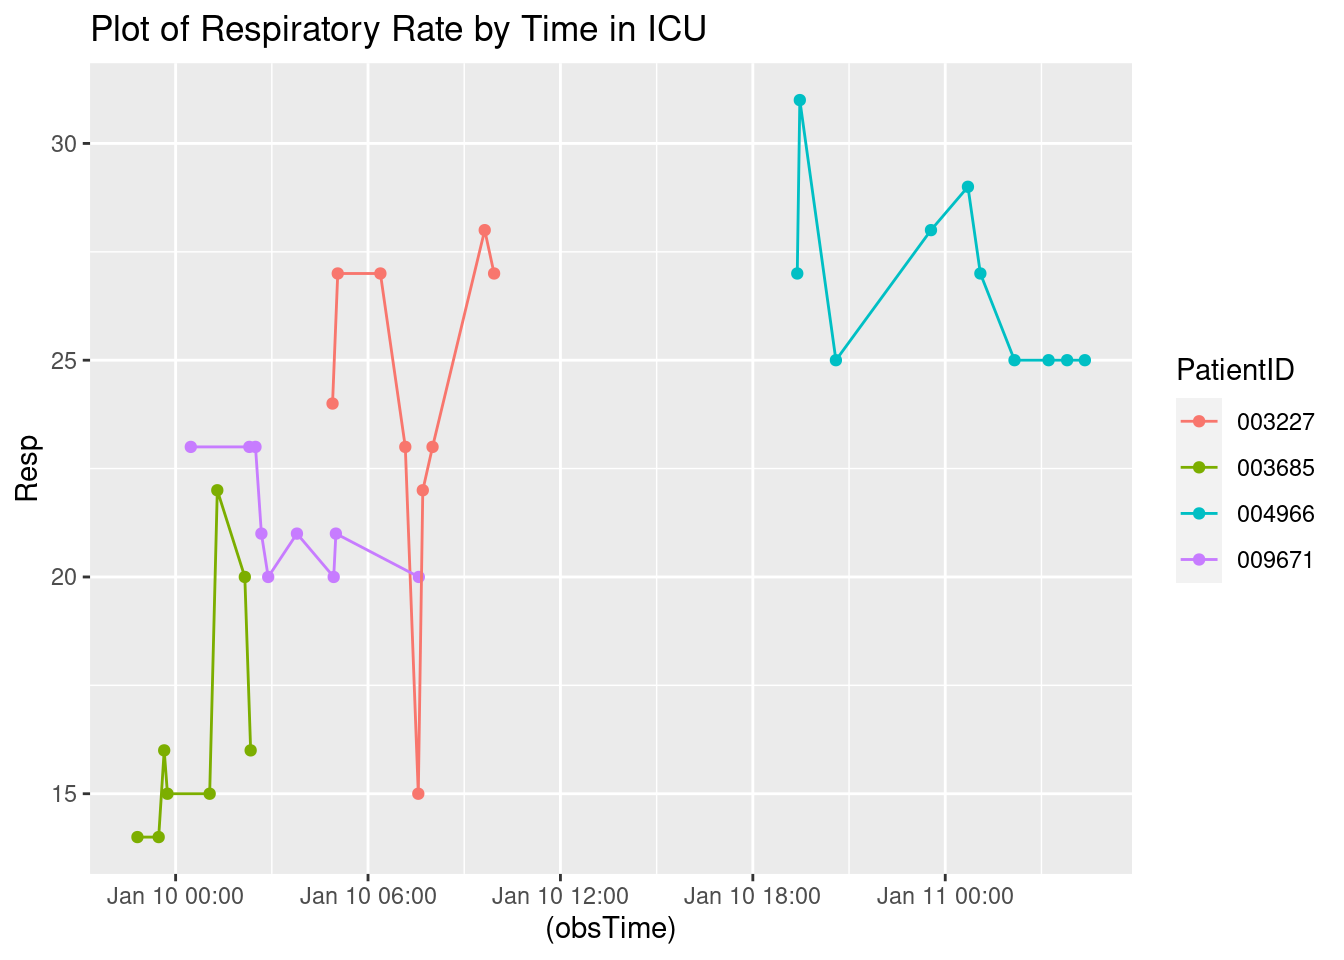 Plot of Respiratory Rate by Time in ICU
30
25
20
15
Resp
Jan 10 00:00
Jan 10 06:00
Jan 10 12:00
Jan 10 18:00
Jan 11 00:00
(obsTime)
PatientID
003227
003685
004966
009671